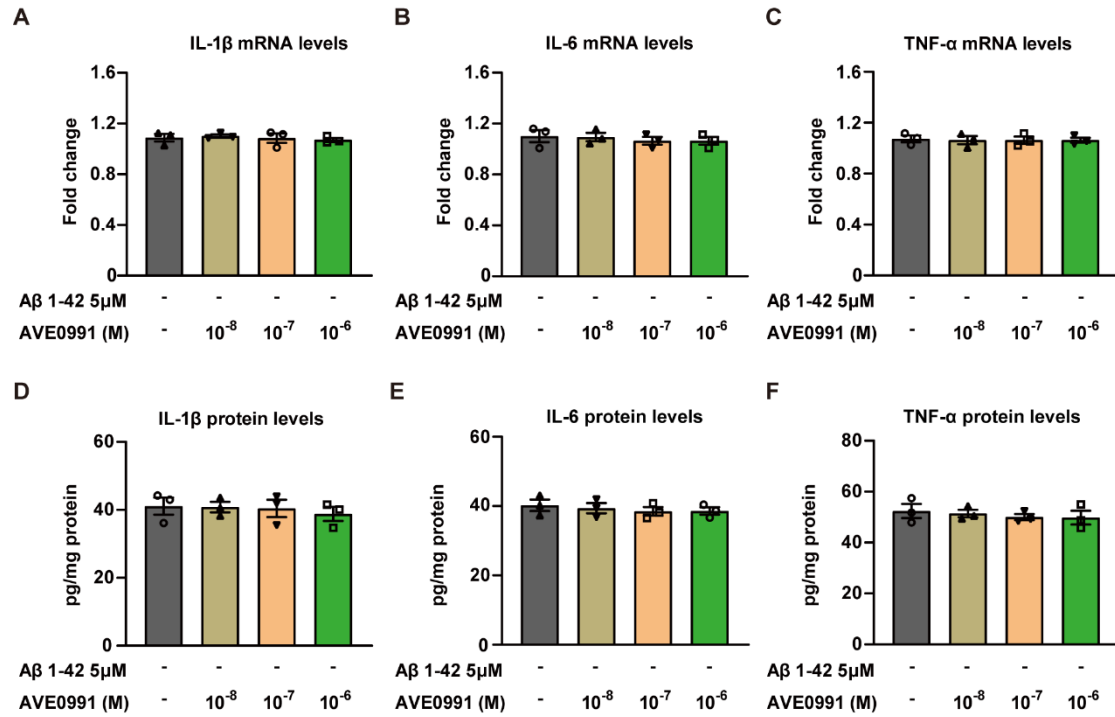 A
IL-1β mRNA levels
Fold change
1.6
1.2
0.8
0.4
0
Aβ 1-42 5μM - - - -
AVE0991 (M) - 10-8 10-7 10-6
B
IL-6 mRNA levels
Fold change
1.6
1.2
0.8
0.4
0
Aβ 1-42 5μM - - - -
AVE0991 (M) - 10-8 10-7 10-6
C
TNF-α mRNA levels
Fold change
1.6
1.2
0.8
0.4
0
Aβ 1-42 5μM - - - -
AVE0991 (M) - 10-8 10-7 10-6
D
IL-1β protein levels
pg/mg protein
60
40
20
0
Aβ 1-42 5μM - - - -
AVE0991 (M) - 10-8 10-7 10-6
E
IL-6 protein levels
pg/mg protein
60
40
20
0
Aβ 1-42 5μM - - - -
AVE0991 (M) - 10-8 10-7 10-6
F
TNF-α protein levels
pg/mg protein
80
60
40
20
0
Aβ 1-42 5μM - - - -
AVE0991 (M) - 10-8 10-7 10-6